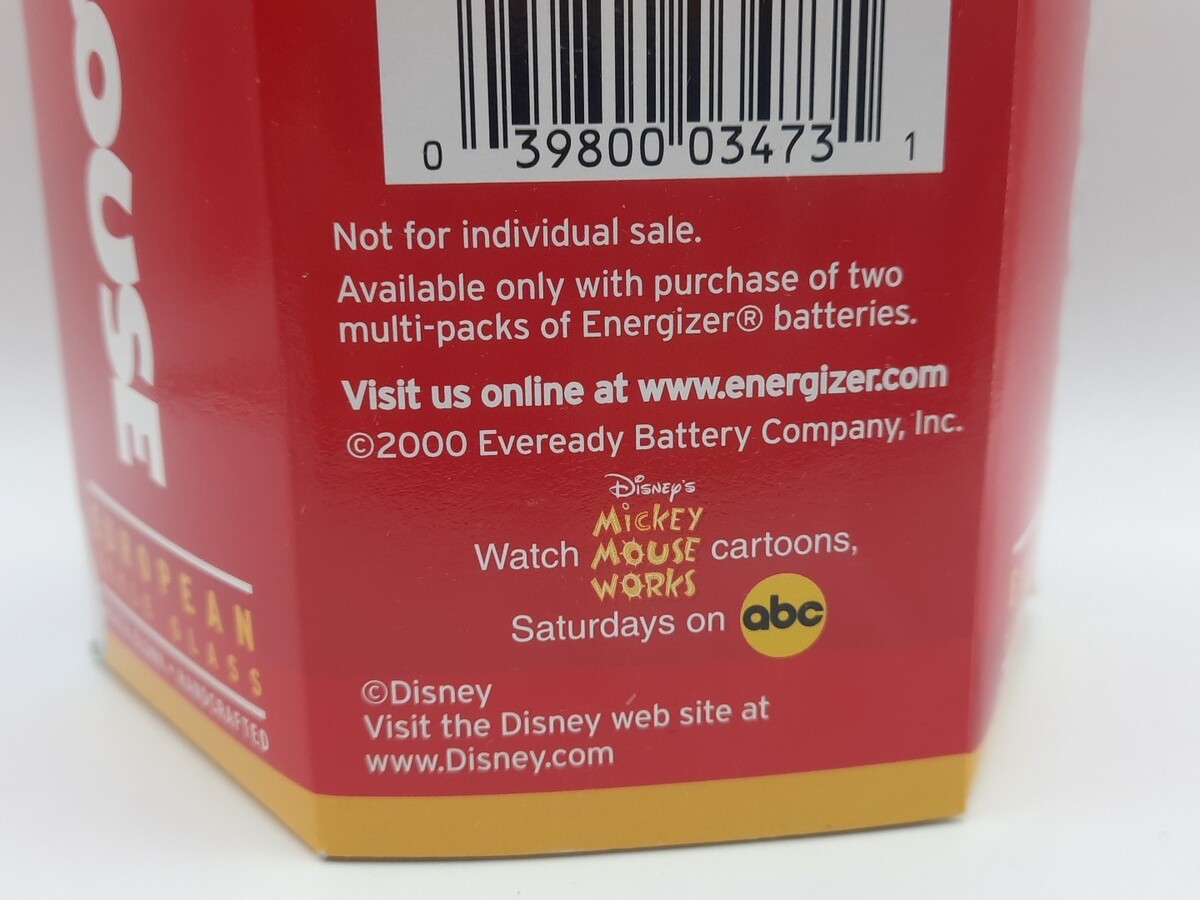 OUSE
EUROPEAN
GLASS
HANDCRAFTED
0 39800 03473 1
Not for individual sale.
Available only with purchase of two
multi-packs of Energizer® batteries.
Visit us online at www.energizer.com
©2000 Eveready Battery Company, Inc.
Disney's
Watch MICKEY MOUSE WORKS cartoons,
Saturdays on abc
©Disney
Visit the Disney web site at
www.Disney.com